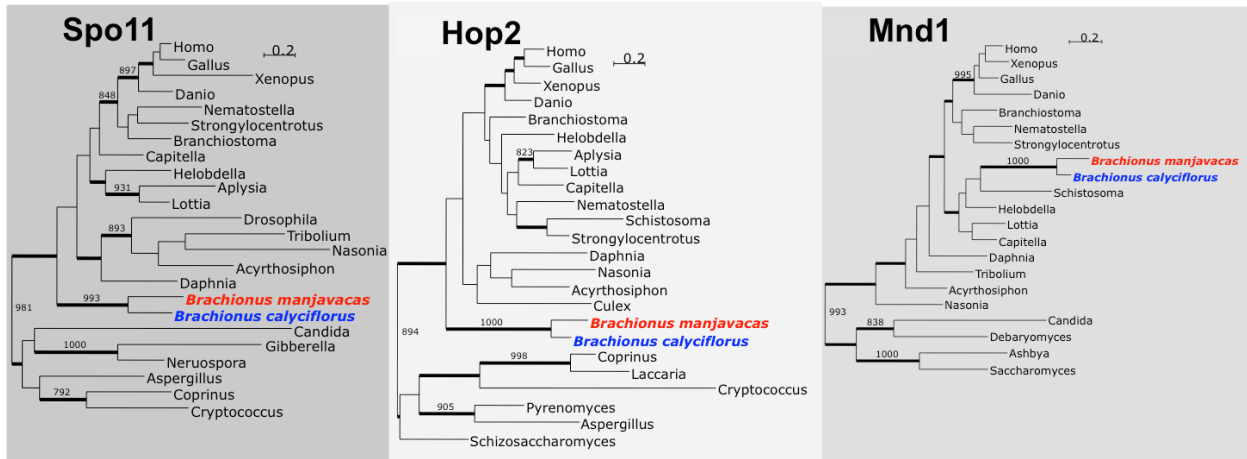 Spo11
Homo
0.2
Gallus
897
Xenopus
Danio
848
Nematostella
Strongylocentrotus
Branchiostoma
Capitella
Helobdella
931
Aplysia
Lottia
Drosophila
893
Tribolium
Nasonia
Acyrthosiphon
Daphnia
993
Brachionus manjavacas
981
Brachionus calyciflorus
Candida
1000
Gibberella
Neruospora
Aspergillus
792
Coprinus
Cryptococcus
Hop2
Homo
0.2
Gallus
Xenopus
Danio
Branchiostoma
Helobdella
823
Aplysia
Lottia
Capitella
Nematostella
Schistosoma
Strongylocentrotus
Daphnia
Nasonia
Acyrthosiphon
Culex
1000
Brachionus manjavacas
894
Brachionus calyciflorus
998
Coprinus
Laccaria
Cryptococcus
905
Pyrenomyces
Aspergillus
Schizosaccharomyces
Mnd1
0.2
Homo
Xenopus
995
Gallus
Danio
Branchiostoma
Nematostella
Strongylocentrotus
1000
Brachionus manjavacas
Brachionus calyciflorus
Schistosoma
Helobdella
Lottia
Capitella
Daphnia
Tribolium
Acyrthosiphon
Nasonia
993
838
Candida
Debaryomyces
1000
Ashbya
Saccharomyces